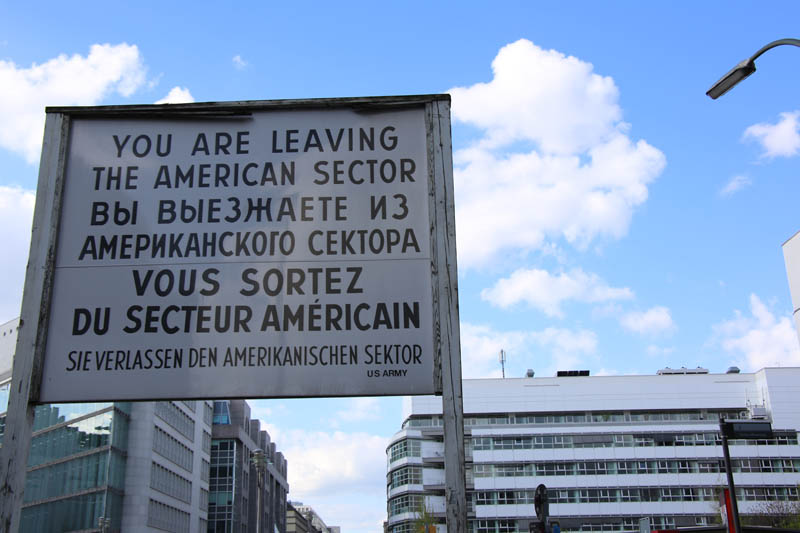 YOU ARE LEAVING
THE AMERICAN SECTOR
ВЫ ВЫЕЗЖАЕТЕ ИЗ
АМЕРИКАНСКОГО СЕКТОРА
VOUS SORTEZ
DU SECTEUR AMÉRICAIN
SIE VERLASSEN DEN AMERIKANISCHEN SEKTOR
US ARMY